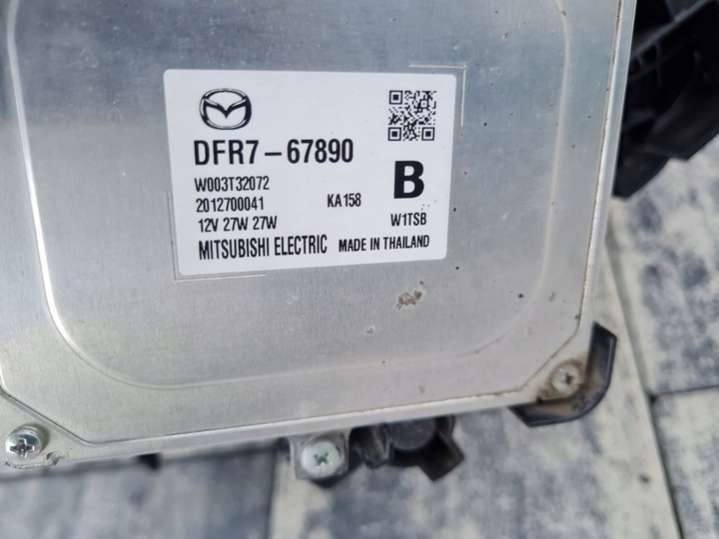 DFR7-67890
W003T32072
2012700041 KA158 B
12V 27W 27W W1TSB
MITSUBISHI ELECTRIC MADE IN THAILAND